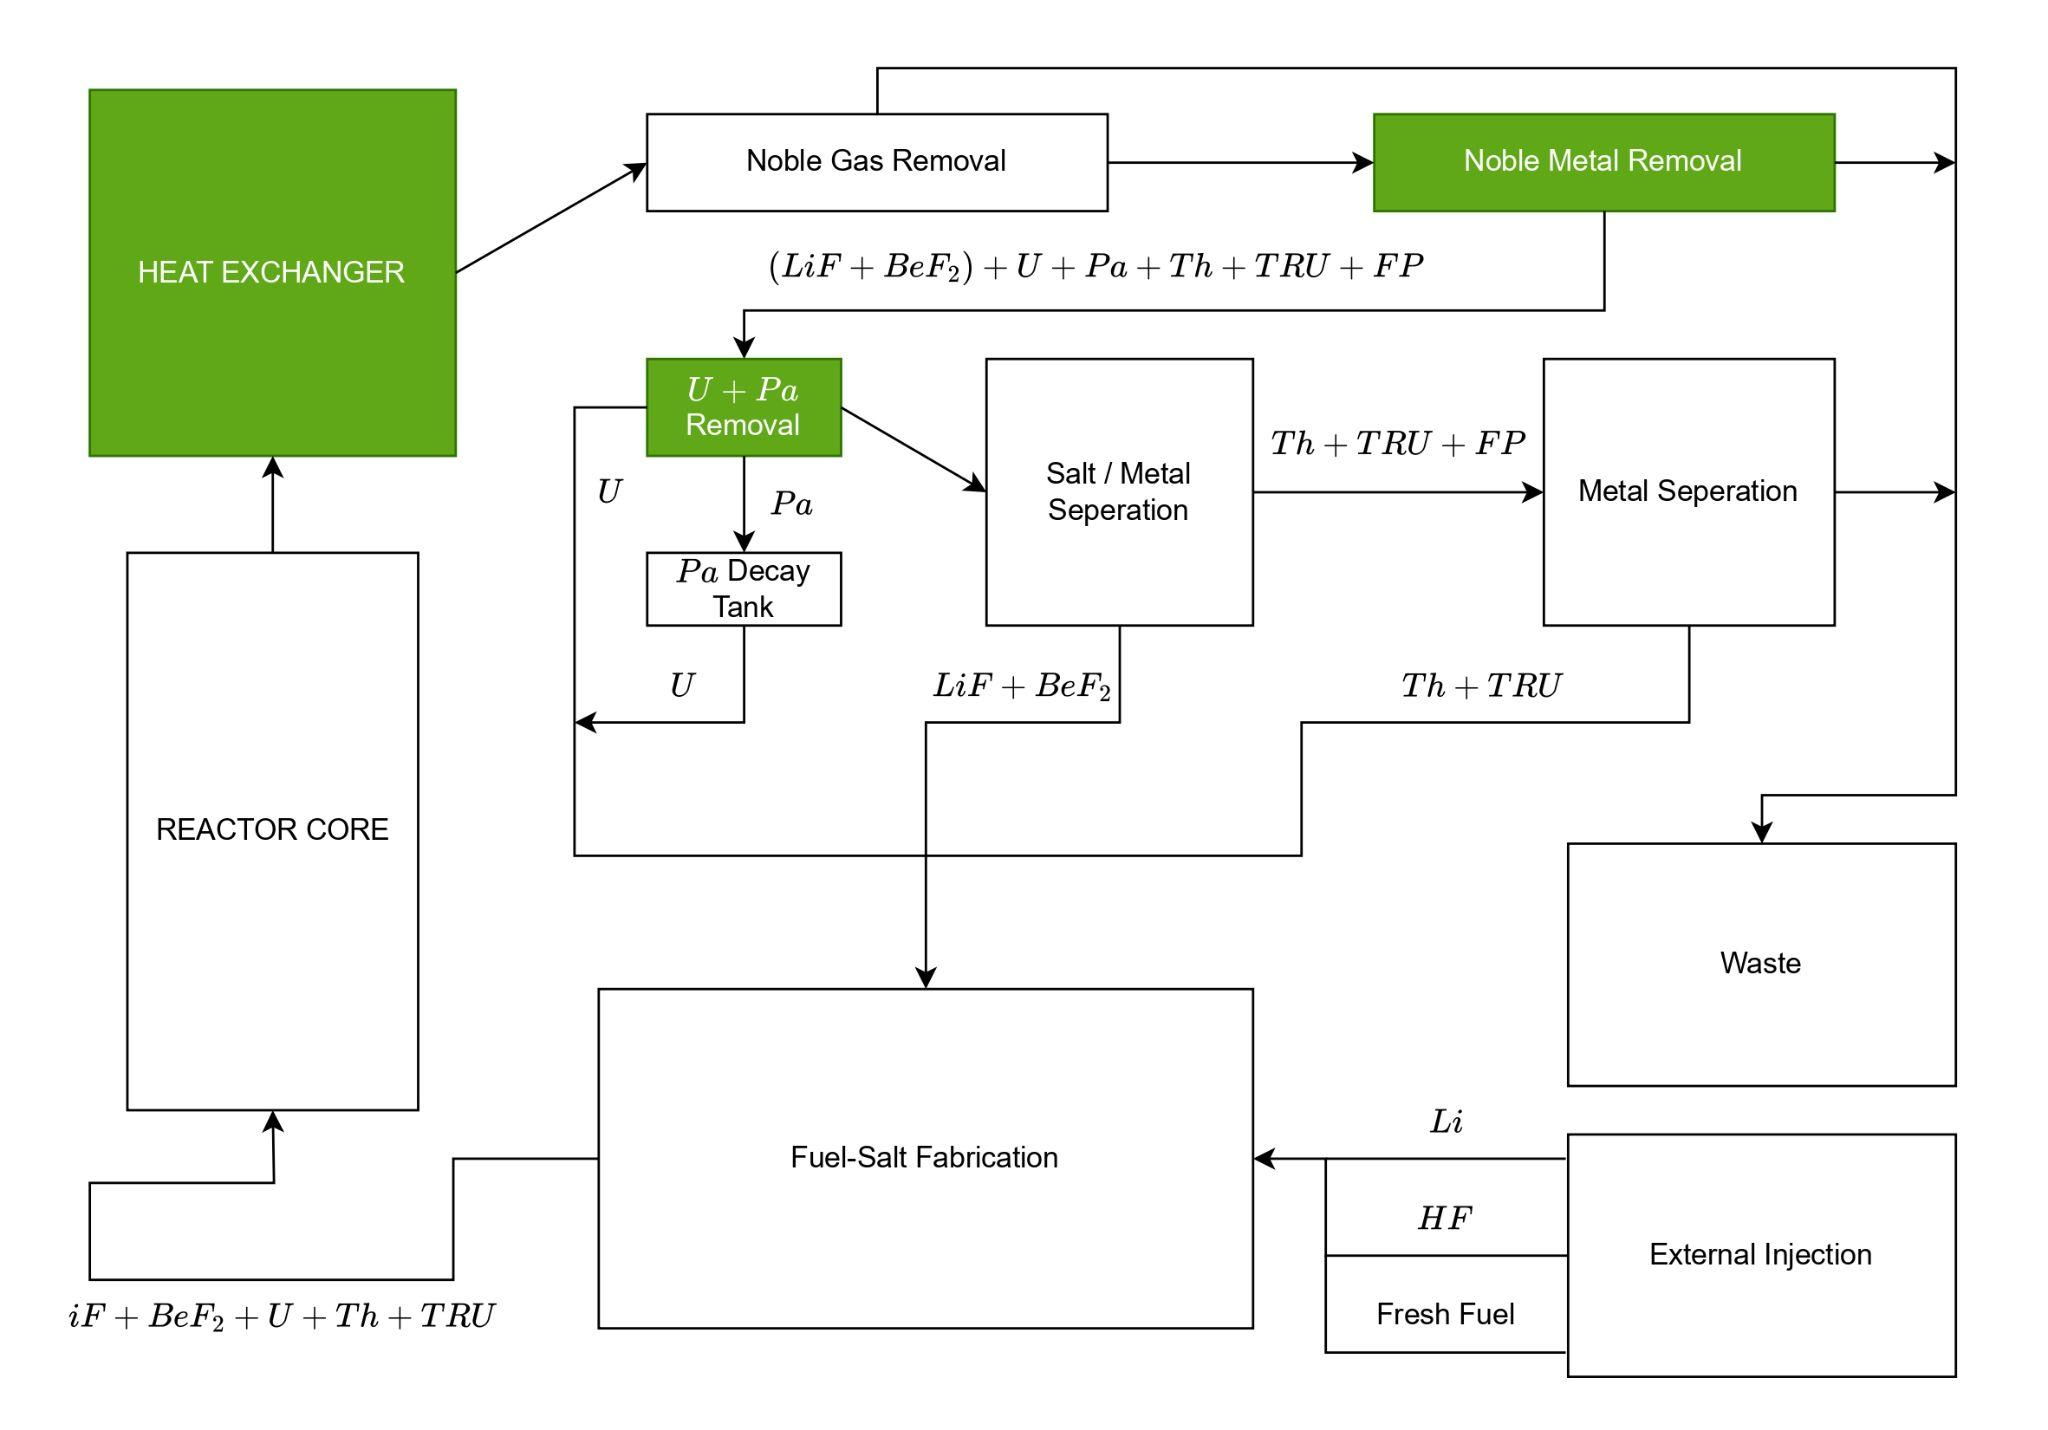 Noble Gas Removal
Noble Metal Removal
HEAT EXCHANGER
(LiF + BeF₂) + U + Pa + Th + TRU + FP
U + Pa
Removal
Th + TRU + FP
Salt / Metal
Seperation
Metal Seperation
U
Pa
Pa Decay
Tank
U
LiF + BeF₂
Th + TRU
REACTOR CORE
Waste
Li
Fuel-Salt Fabrication
HF
External Injection
Fresh Fuel
iF + BeF₂ + U + Th + TRU